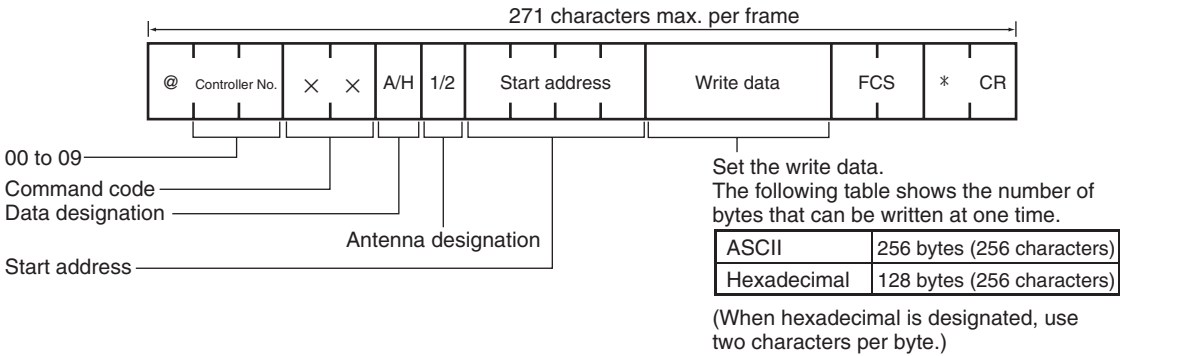 271 characters max. per frame
@ Controller No. × × A/H 1/2 Start address Write data FCS * CR
00 to 09
Command code
Data designation
Antenna designation
Start address
Set the write data.
The following table shows the number of
bytes that can be written at one time.
ASCII 256 bytes (256 characters)
Hexadecimal 128 bytes (256 characters)
(When hexadecimal is designated, use
two characters per byte.)